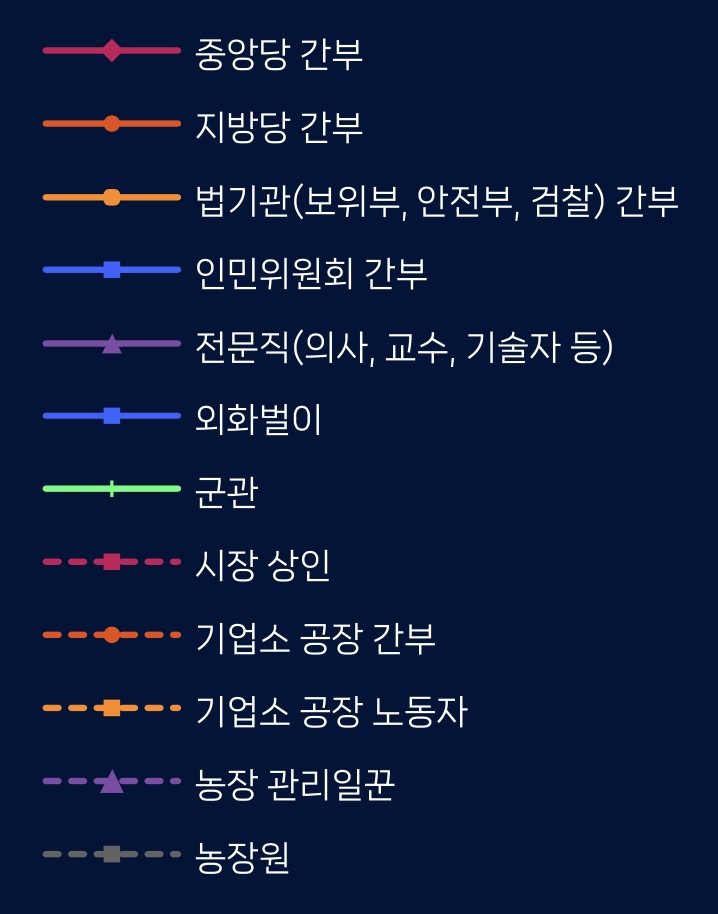 중앙당 간부
지방당 간부
법기관(보위부, 안전부, 검찰) 간부
인민위원회 간부
전문직(의사, 교수, 기술자 등)
외화벌이
군관
시장 상인
기업소 공장 간부
기업소 공장 노동자
농장 관리일꾼
농장원